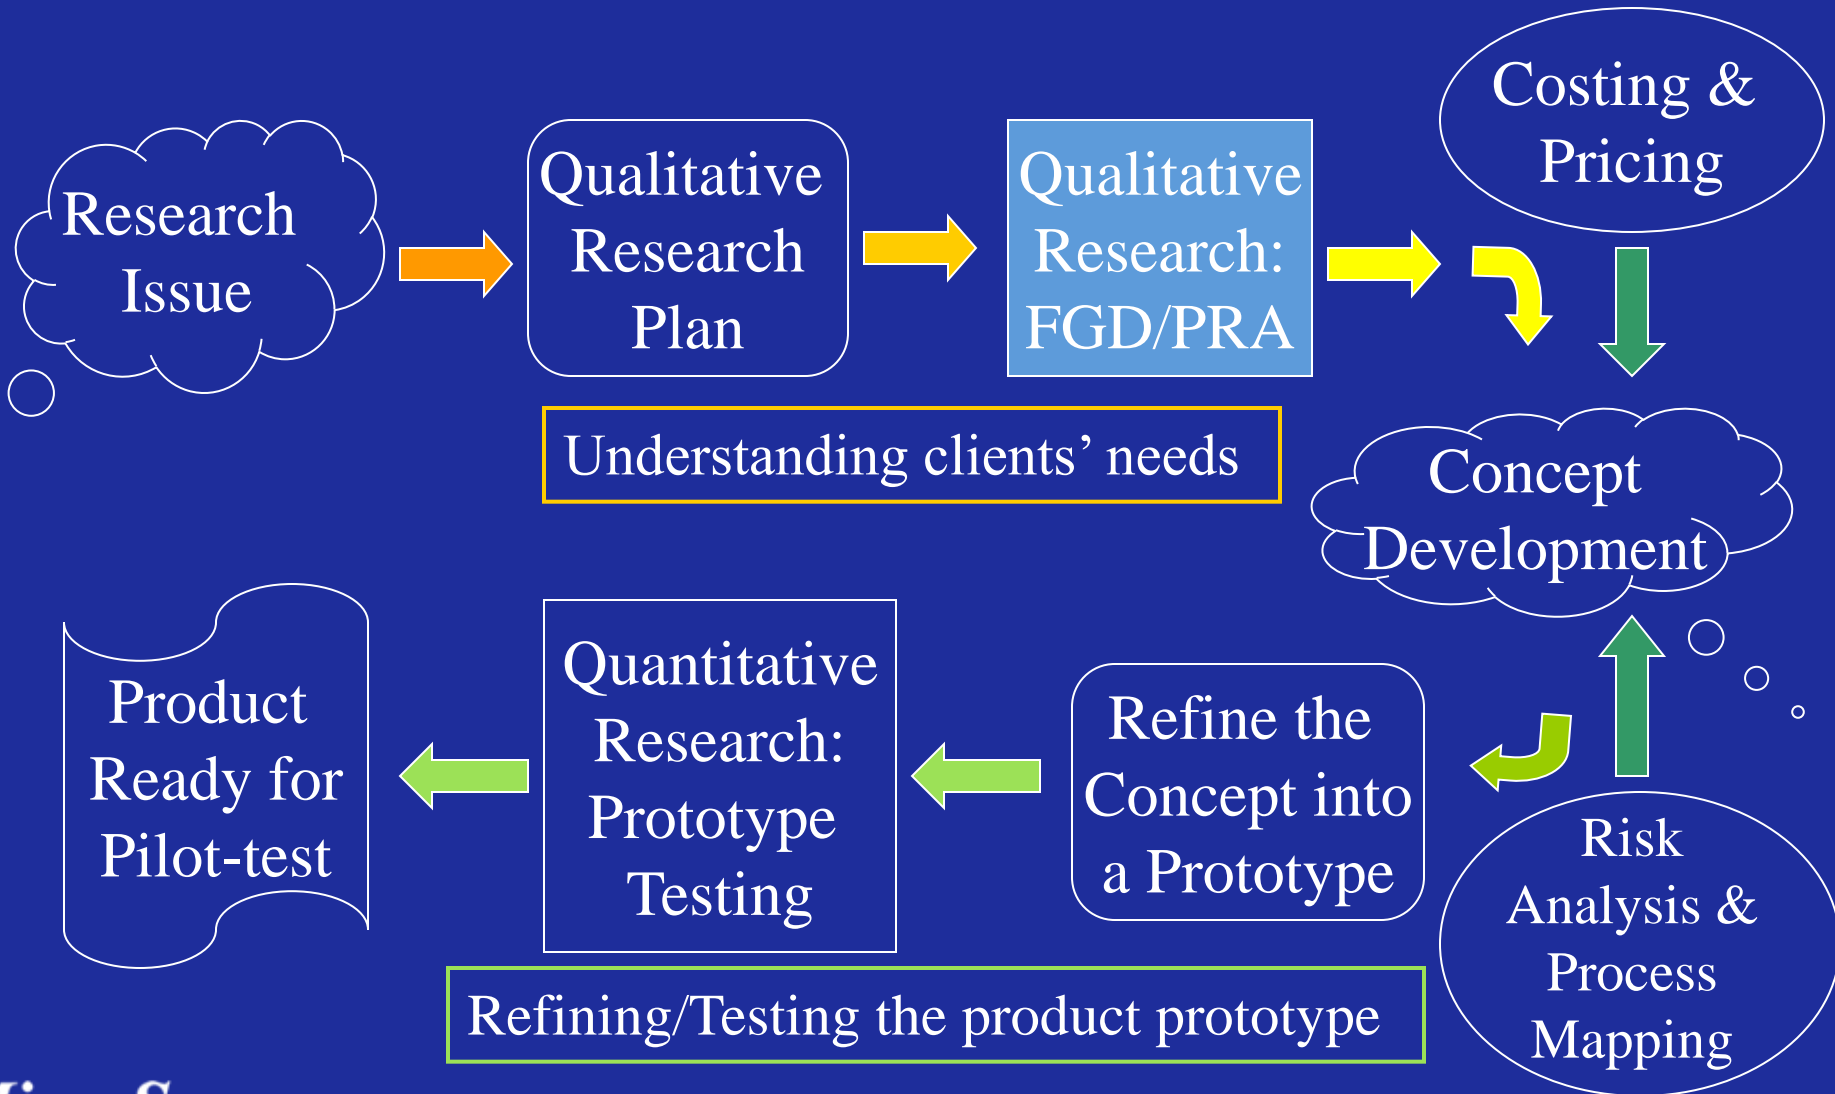 Research
Issue
Qualitative
Research
Plan
Qualitative
Research:
FGD/PRA
Costing &
Pricing
Understanding clients’ needs
Concept
Development
Product
Ready for
Pilot-test
Quantitative
Research:
Prototype
Testing
Refine the
Concept into
a Prototype
Risk
Analysis &
Process
Mapping
Refining/Testing the product prototype